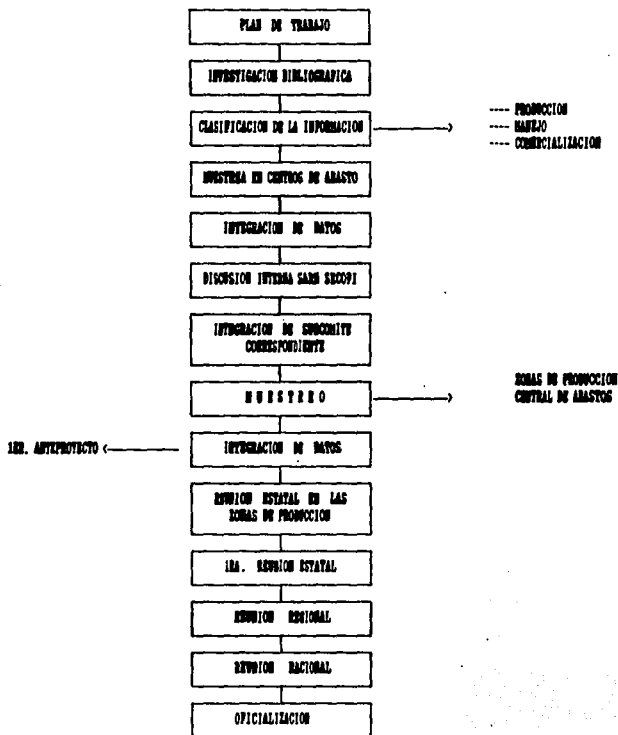 PLAN DE TRABAJO
INVESTIGACION BIBLIOGRAFICA
CLASIFICACION DE LA INFORMACION
---- PRODUCCION
---- MANEJO
---- COMERCIALIZACION
MUESTREA EN CENTROS DE ABASTO
INTEGRACION DE DATOS
DISCUSION INTERNA SARH SECOFI
INTEGRACION DE SUBCOMITE
CORRESPONDIENTE
M U E S T R E O
ZONAS DE PRODUCCION
CENTRAL DE ABASTOS
1ER. ANTEPROYECTO
INTEGRACION DE DATOS
REUNION ESTATAL EN LAS
ZONAS DE PRODUCCION
1RA. REUNION ESTATAL
REUNION REGIONAL
REUNION NACIONAL
OFICIALIZACION